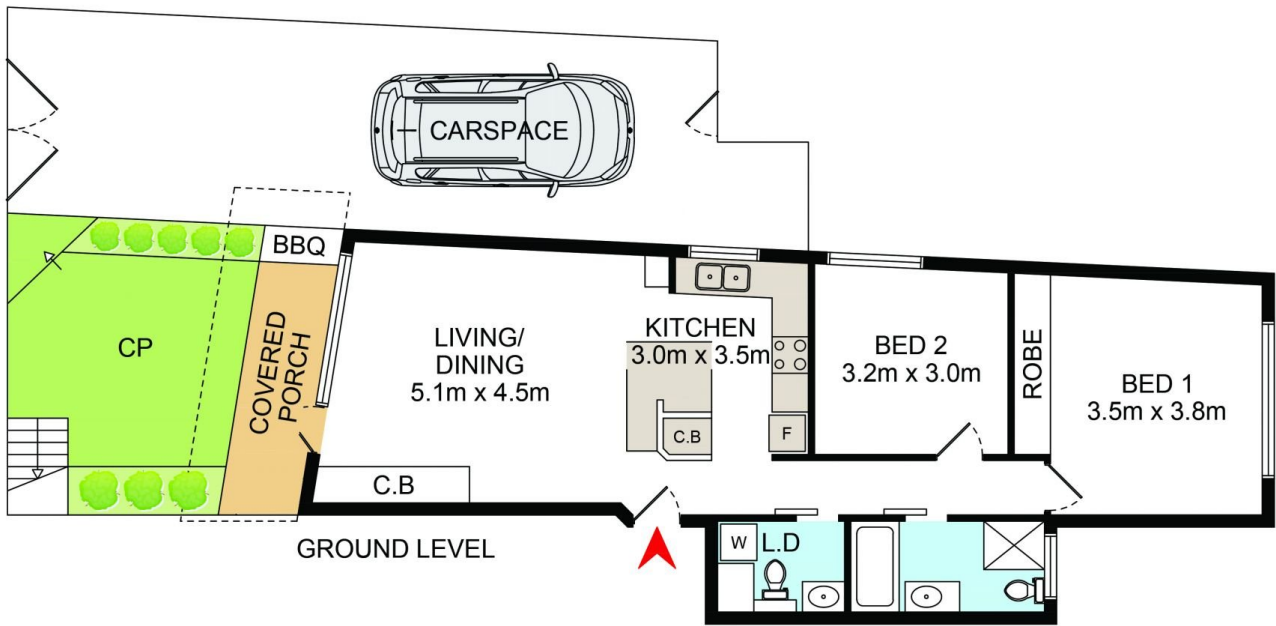 CARSPACE
BBQ
CP
COVERED
PORCH
LIVING/
DINING
5.1m x 4.5m
KITCHEN
3.0m x 3.5m
C.B
F
BED 2
3.2m x 3.0m
ROBE
BED 1
3.5m x 3.8m
C.B
GROUND LEVEL
W
L.D